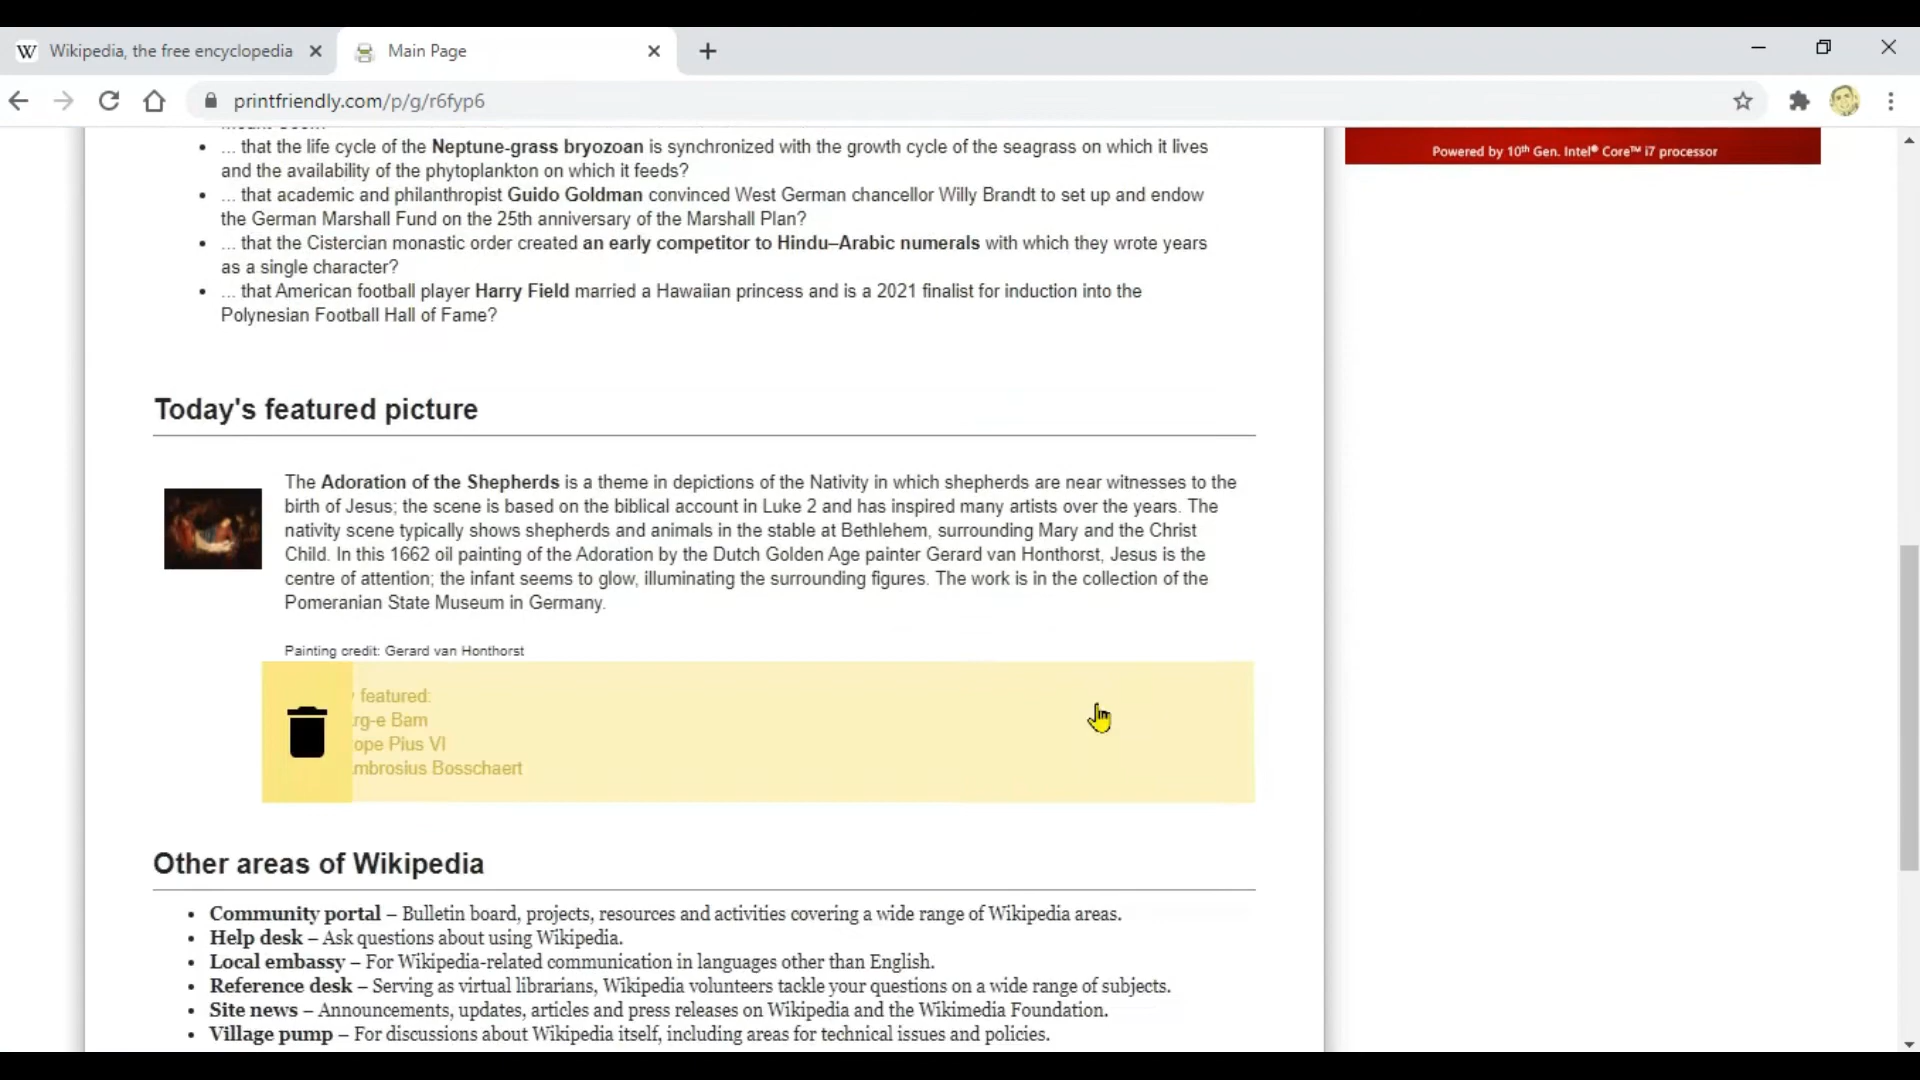 Wikipedia, the free encyclopedia
Main Page
printfriendly.com/p/g/r6fyp6
Powered by 10th Gen. Intel® Core™ i7 processor
... that the life cycle of the Neptune-grass bryozoan is synchronized with the growth cycle of the seagrass on which it lives
and the availability of the phytoplankton on which it feeds?
... that academic and philanthropist Guido Goldman convinced West German chancellor Willy Brandt to set up and endow
the German Marshall Fund on the 25th anniversary of the Marshall Plan?
... that the Cistercian monastic order created an early competitor to Hindu–Arabic numerals with which they wrote years
as a single character?
... that American football player Harry Field married a Hawaiian princess and is a 2021 finalist for induction into the
Polynesian Football Hall of Fame?
Today's featured picture
The Adoration of the Shepherds is a theme in depictions of the Nativity in which shepherds are near witnesses to the
birth of Jesus; the scene is based on the biblical account in Luke 2 and has inspired many artists over the years. The
nativity scene typically shows shepherds and animals in the stable at Bethlehem, surrounding Mary and the Christ
Child. In this 1662 oil painting of the Adoration by the Dutch Golden Age painter Gerard van Honthorst, Jesus is the
centre of attention; the infant seems to glow, illuminating the surrounding figures. The work is in the collection of the
Pomeranian State Museum in Germany.
Painting credit: Gerard van Honthorst
featured:
rg-e Bam
ope Pius VI
mbrosius Bosschaert
Other areas of Wikipedia
Community portal – Bulletin board, projects, resources and activities covering a wide range of Wikipedia areas.
Help desk – Ask questions about using Wikipedia.
Local embassy – For Wikipedia-related communication in languages other than English.
Reference desk – Serving as virtual librarians, Wikipedia volunteers tackle your questions on a wide range of subjects.
Site news – Announcements, updates, articles and press releases on Wikipedia and the Wikimedia Foundation.
Village pump – For discussions about Wikipedia itself, including areas for technical issues and policies.